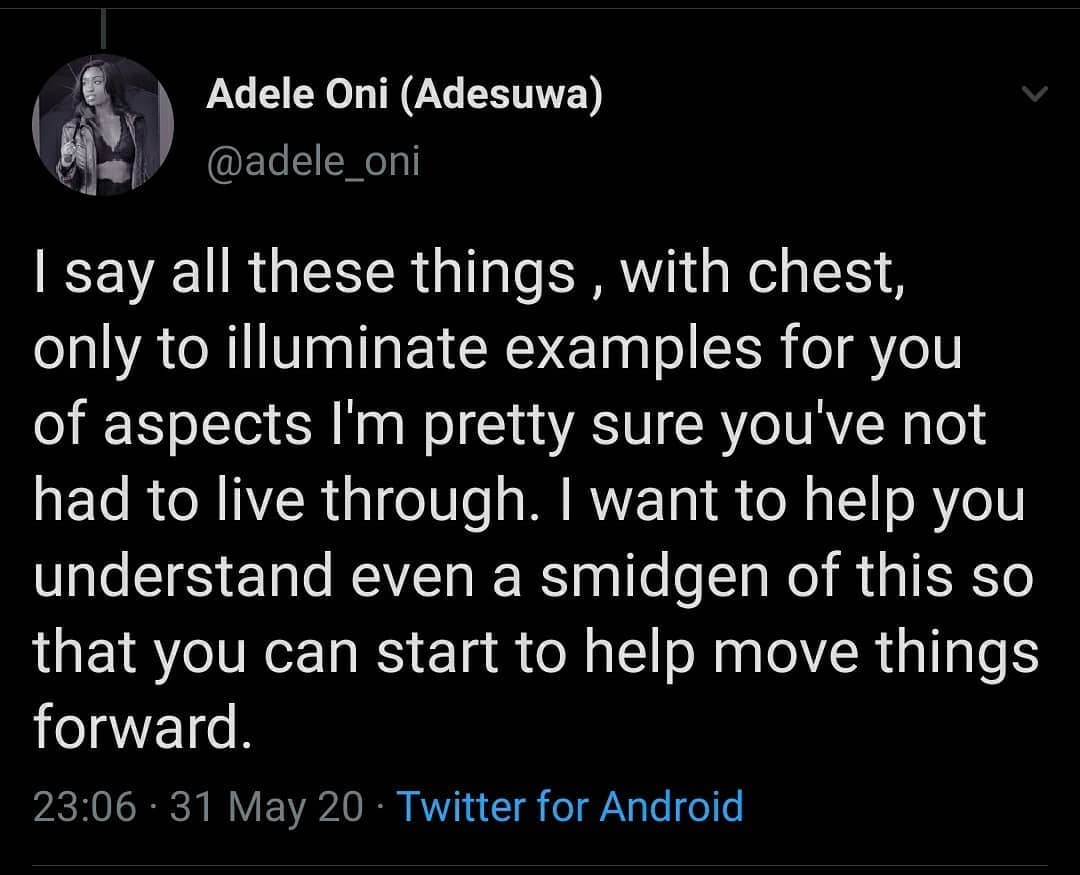 Adele Oni (Adesuwa)
@adele_oni
I say all these things , with chest,
only to illuminate examples for you
of aspects I'm pretty sure you've not
had to live through. I want to help you
understand even a smidgen of this so
that you can start to help move things
forward.
23:06 · 31 May 20 · Twitter for Android